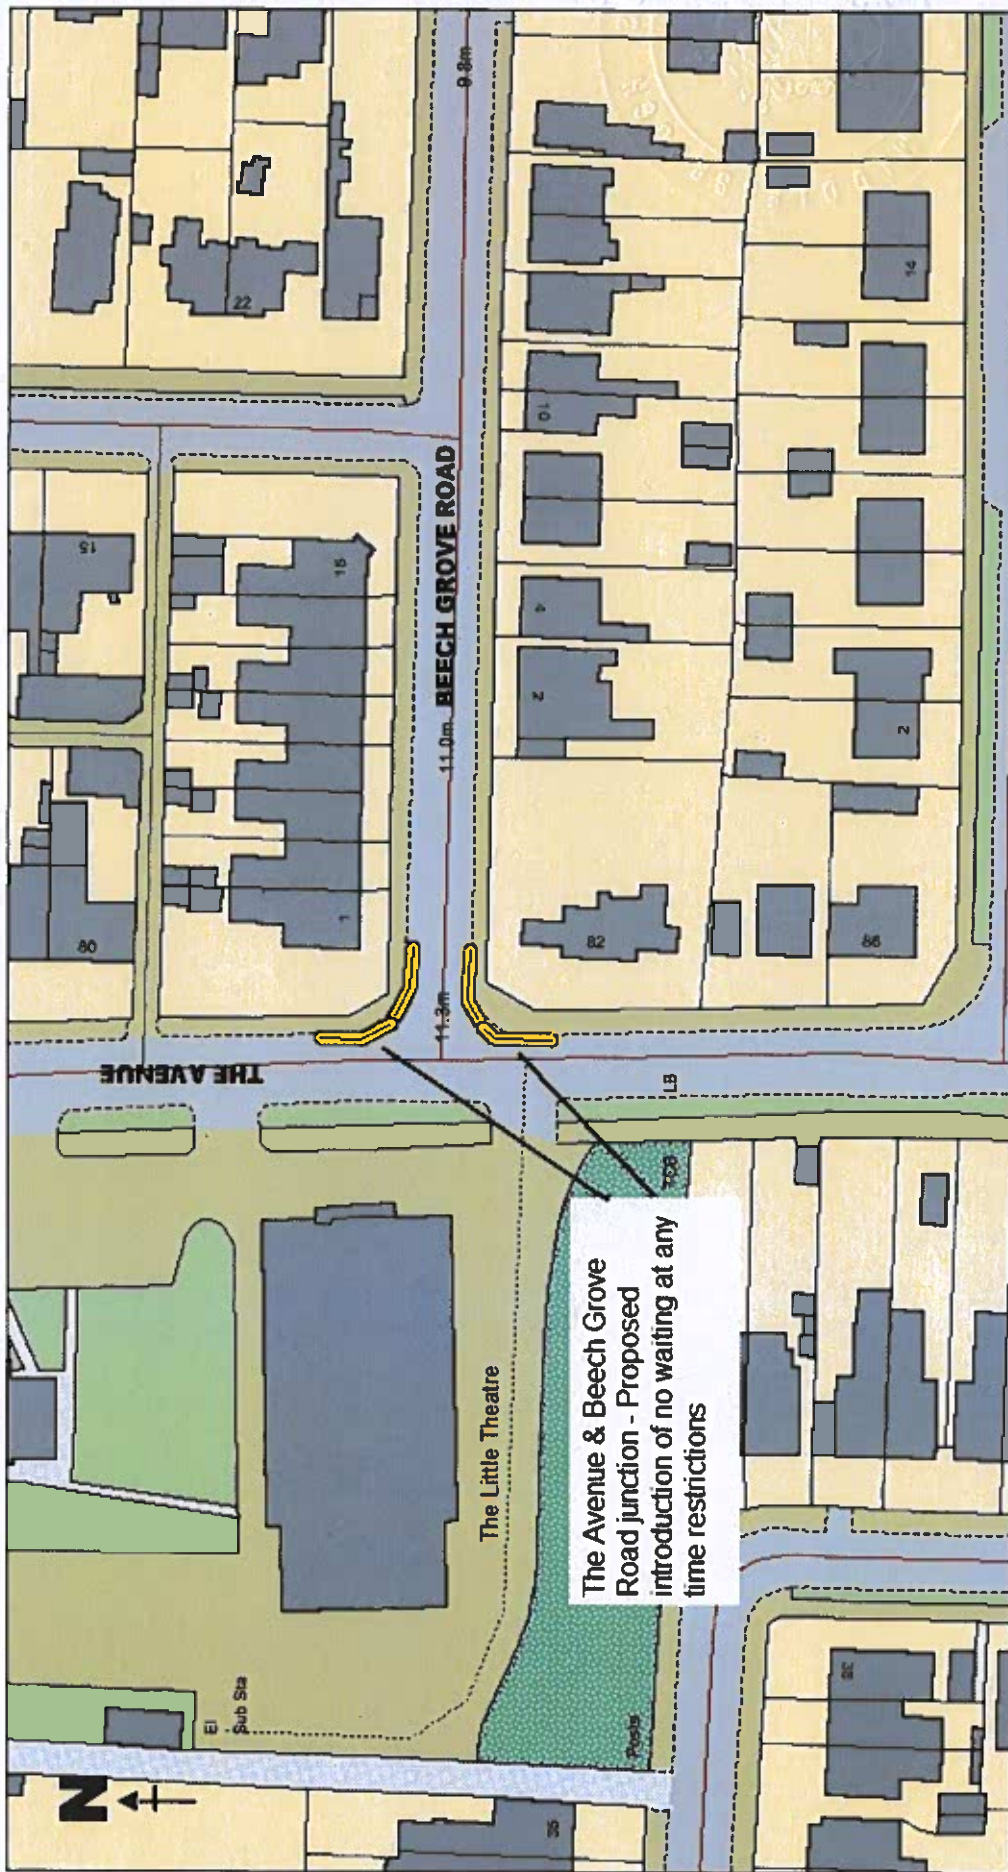 N
80
15
THE AVENUE
El
Sub Sta
22
1
15
11.3m
11.0m
BEECH GROVE ROAD
9.8m
The Little Theatre
35
82
2
4
10
The Avenue & Beech Grove
Road junction - Proposed
introduction of no waiting at any
time restrictions
Posts
TCB
LB
38
86
2
14